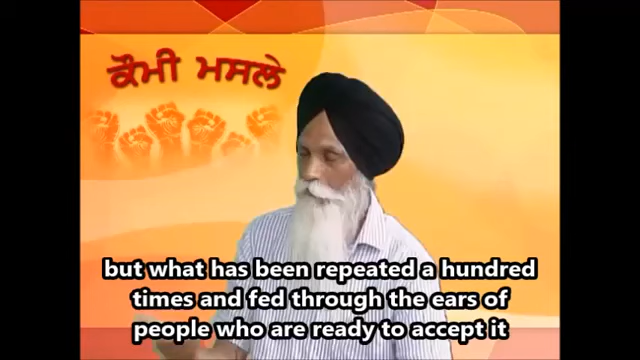 ਕੌਮੀ ਮਸਲੇ
but what has been repeated a hundred
times and fed through the ears of
people who are ready to accept it